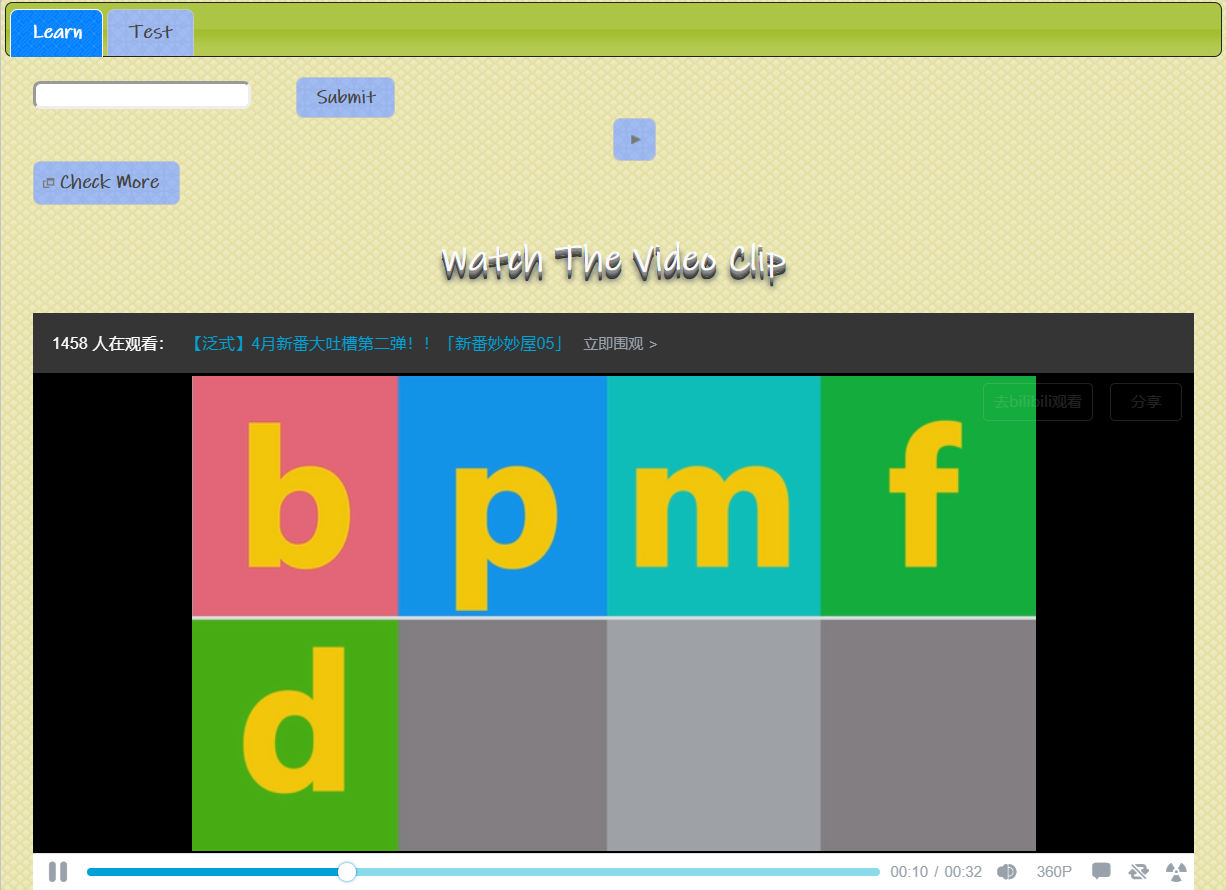 Learn Test
Submit
Check More
Watch The Video Clip
1458 人在观看： 【泛式】4月新番大吐槽第二弹！！「新番妙妙屋05」 立即围观 >
去bilibili观看 分享
b p m f
d
00:10 / 00:32 360P